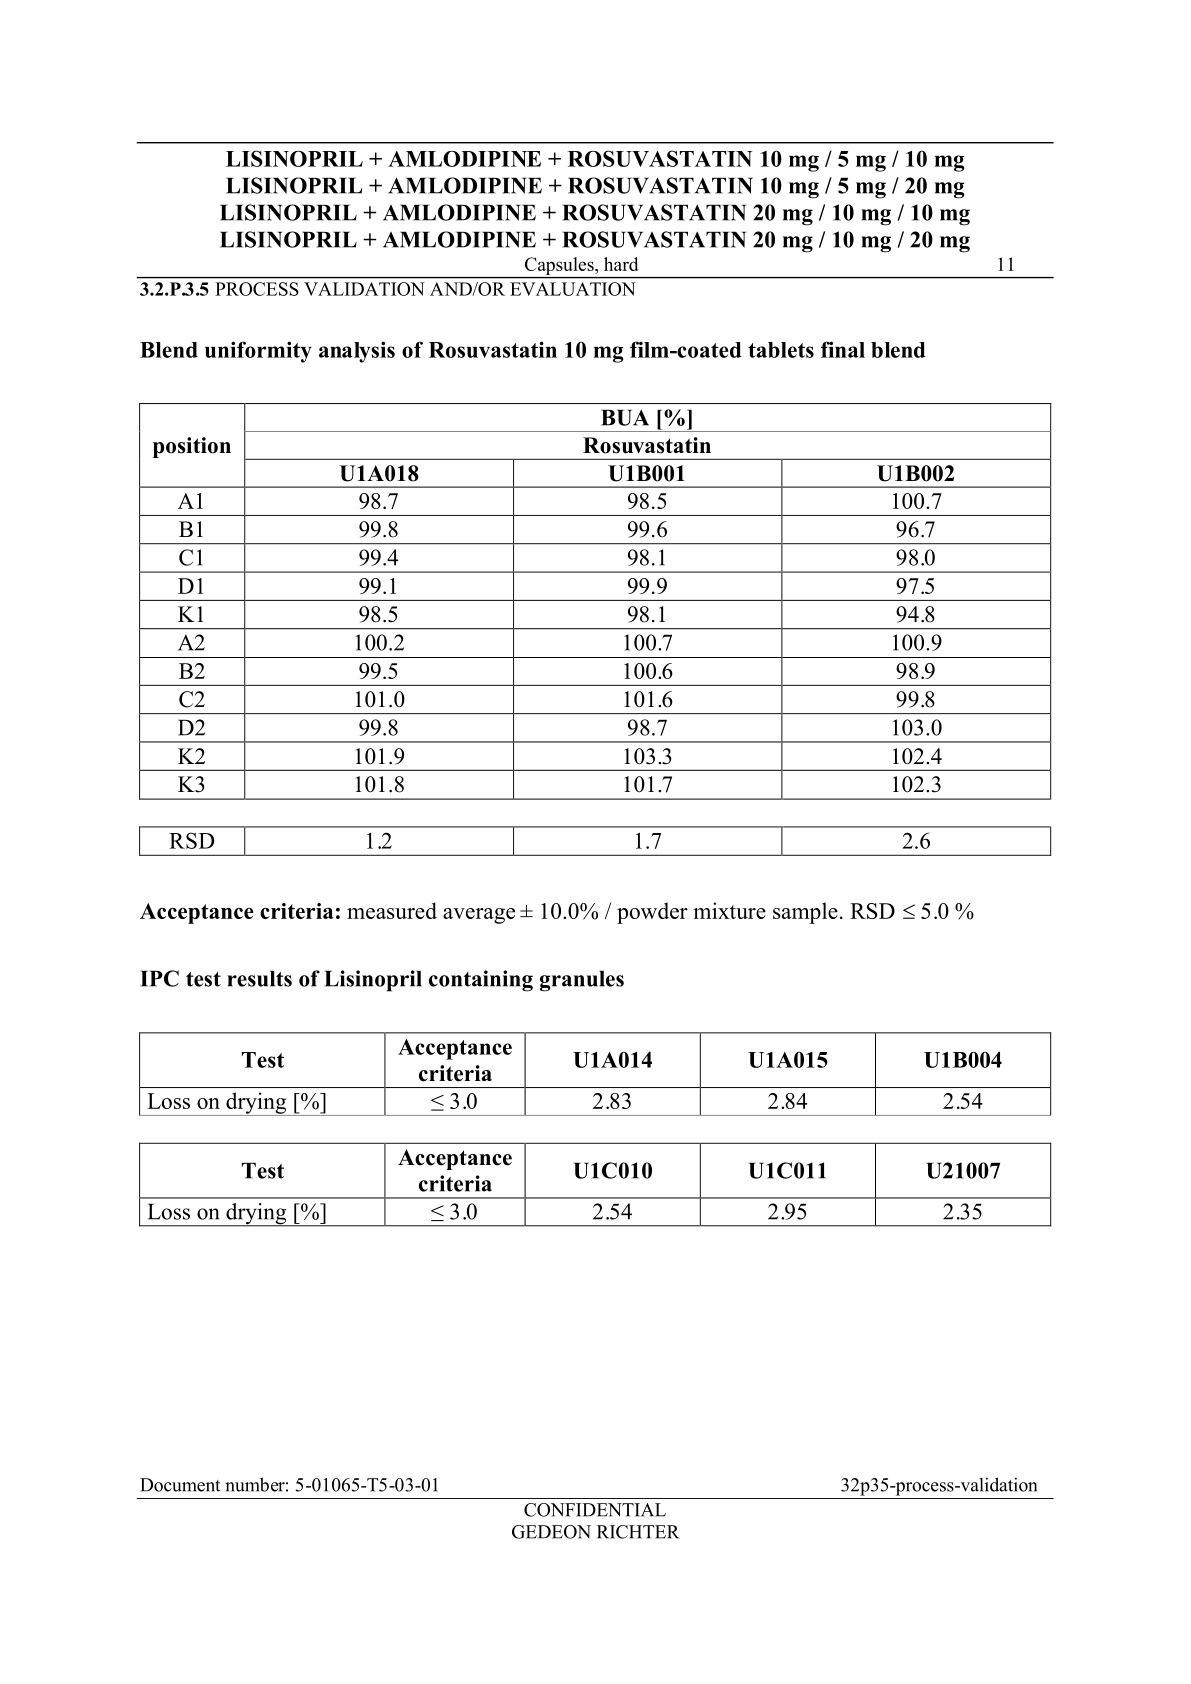 LISINOPRIL + AMLODIPINE + ROSUVASTATIN 10 mg / 5 mg / 10 mg
LISINOPRIL + AMLODIPINE + ROSUVASTATIN 10 mg / 5 mg / 20 mg
LISINOPRIL + AMLODIPINE + ROSUVASTATIN 20 mg / 10 mg / 10 mg
LISINOPRIL + AMLODIPINE + ROSUVASTATIN 20 mg / 10 mg / 20 mg
Capsules, hard 11
3.2.P.3.5 PROCESS VALIDATION AND/OR EVALUATION
Blend uniformity analysis of Rosuvastatin 10 mg film-coated tablets final blend
BUA [%]
position Rosuvastatin
U1A018 U1B001 U1B002
A1 98.7 98.5 100.7
B1 99.8 99.6 96.7
C1 99.4 98.1 98.0
D1 99.1 99.9 97.5
K1 98.5 98.1 94.8
A2 100.2 100.7 100.9
B2 99.5 100.6 98.9
C2 101.0 101.6 99.8
D2 99.8 98.7 103.0
K2 101.9 103.3 102.4
K3 101.8 101.7 102.3
RSD 1.2 1.7 2.6
Acceptance criteria: measured average ± 10.0% / powder mixture sample. RSD ≤ 5.0 %
IPC test results of Lisinopril containing granules
Test Acceptance criteria U1A014 U1A015 U1B004
Loss on drying [%] ≤ 3.0 2.83 2.84 2.54
Test Acceptance criteria U1C010 U1C011 U21007
Loss on drying [%] ≤ 3.0 2.54 2.95 2.35
Document number: 5-01065-T5-03-01 32p35-process-validation
CONFIDENTIAL
GEDEON RICHTER